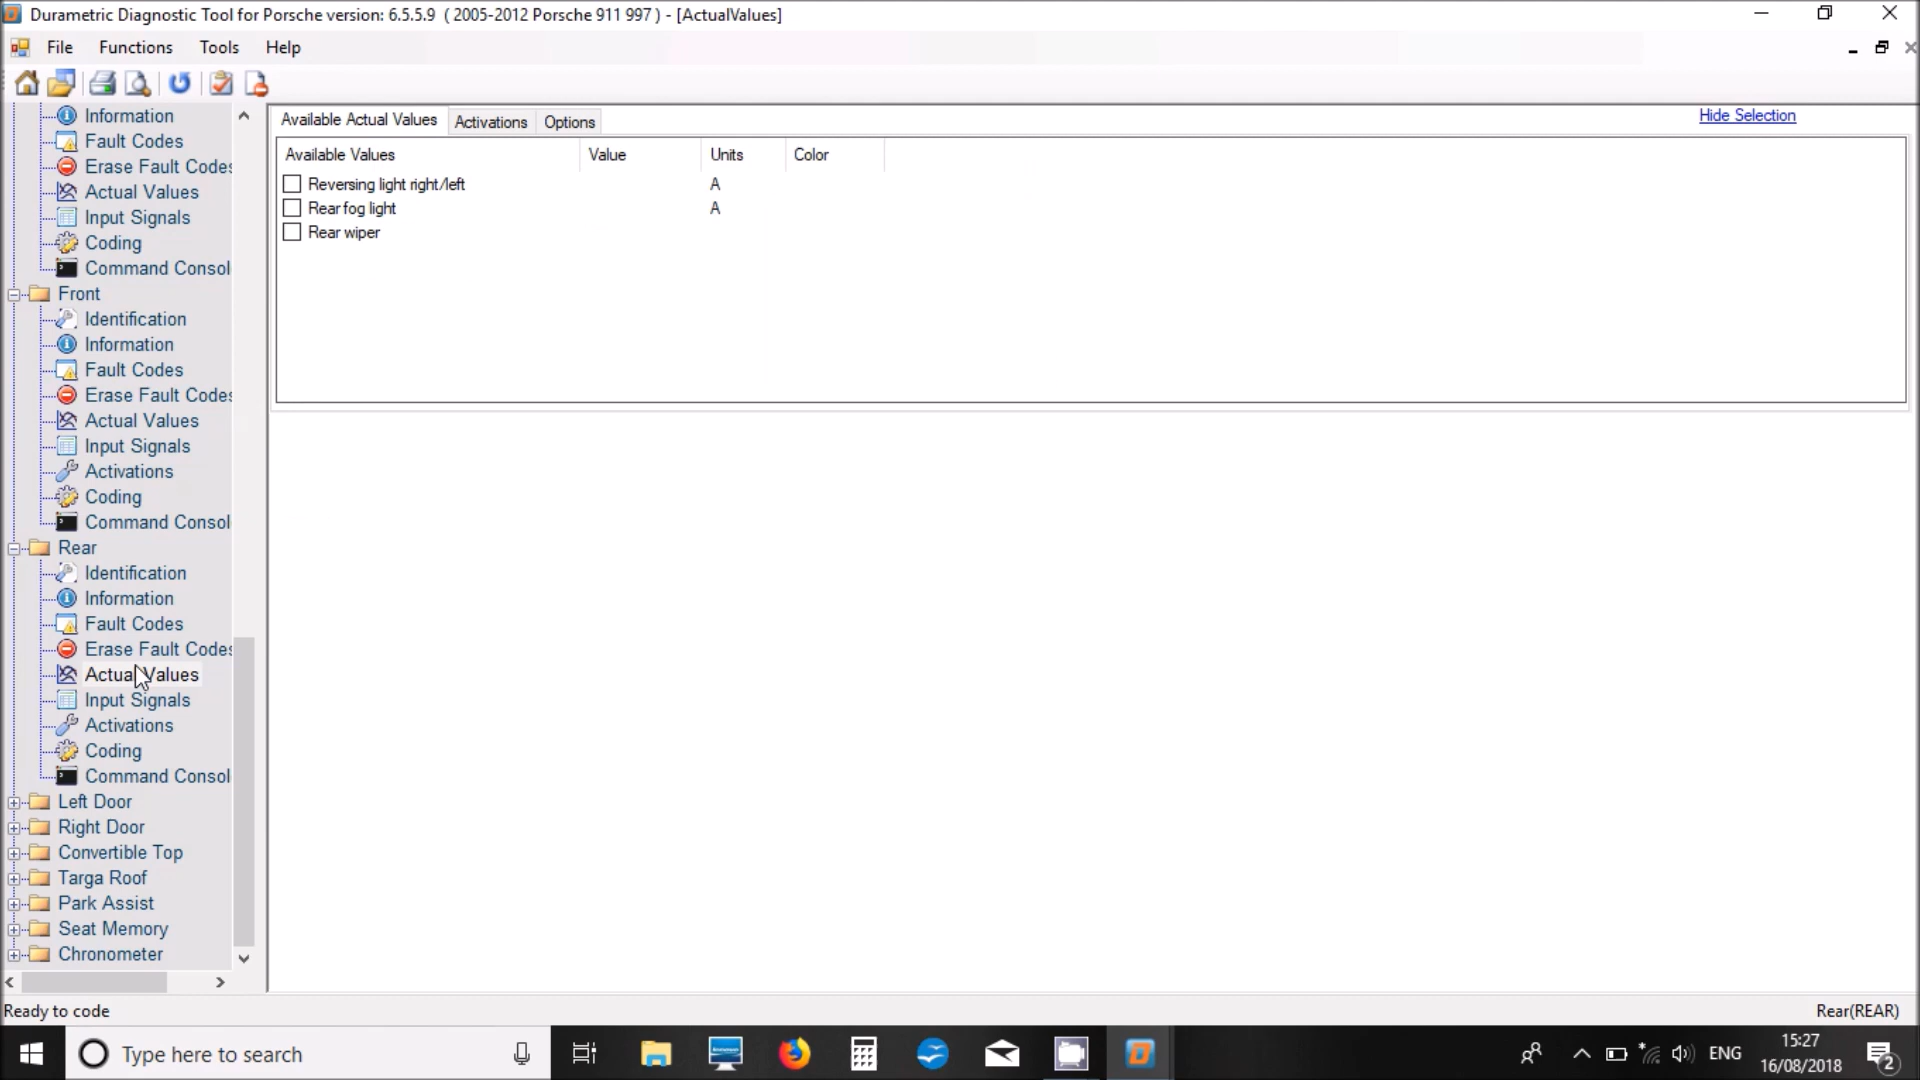 Durametric Diagnostic Tool for Porsche version: 6.5.5.9 ( 2005-2012 Porsche 911 997 ) - [ActualValues]
File Functions Tools Help
Information
Fault Codes
Erase Fault Codes
Actual Values
Input Signals
Coding
Command Consol
Front
Identification
Information
Fault Codes
Erase Fault Codes
Actual Values
Input Signals
Activations
Coding
Command Consol
Rear
Identification
Information
Fault Codes
Erase Fault Codes
Actual Values
Input Signals
Activations
Coding
Command Consol
Left Door
Right Door
Convertible Top
Targa Roof
Park Assist
Seat Memory
Chronometer
Available Actual Values Activations Options Hide Selection
Available Values Value Units Color
Reversing light right/left A
Rear fog light A
Rear wiper
Ready to code Rear(REAR)
Type here to search
ENG
15:27
16/08/2018
2